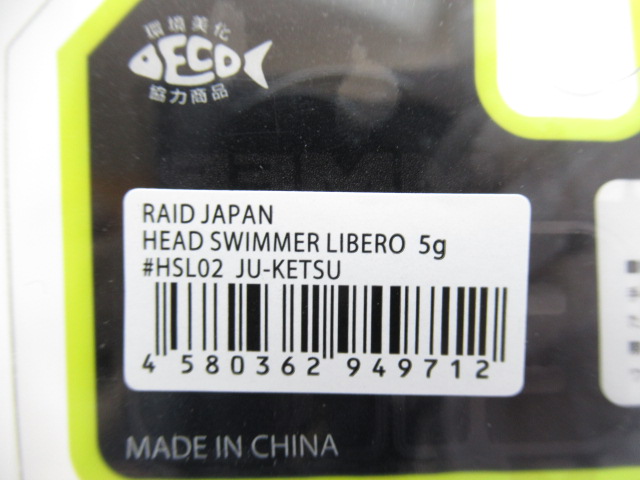 環境美化
DECO
協力商品
RAID JAPAN
HEAD SWIMMER LIBERO 5g
#HSL02 JU-KETSU
4 580362 949712
MADE IN CHINA